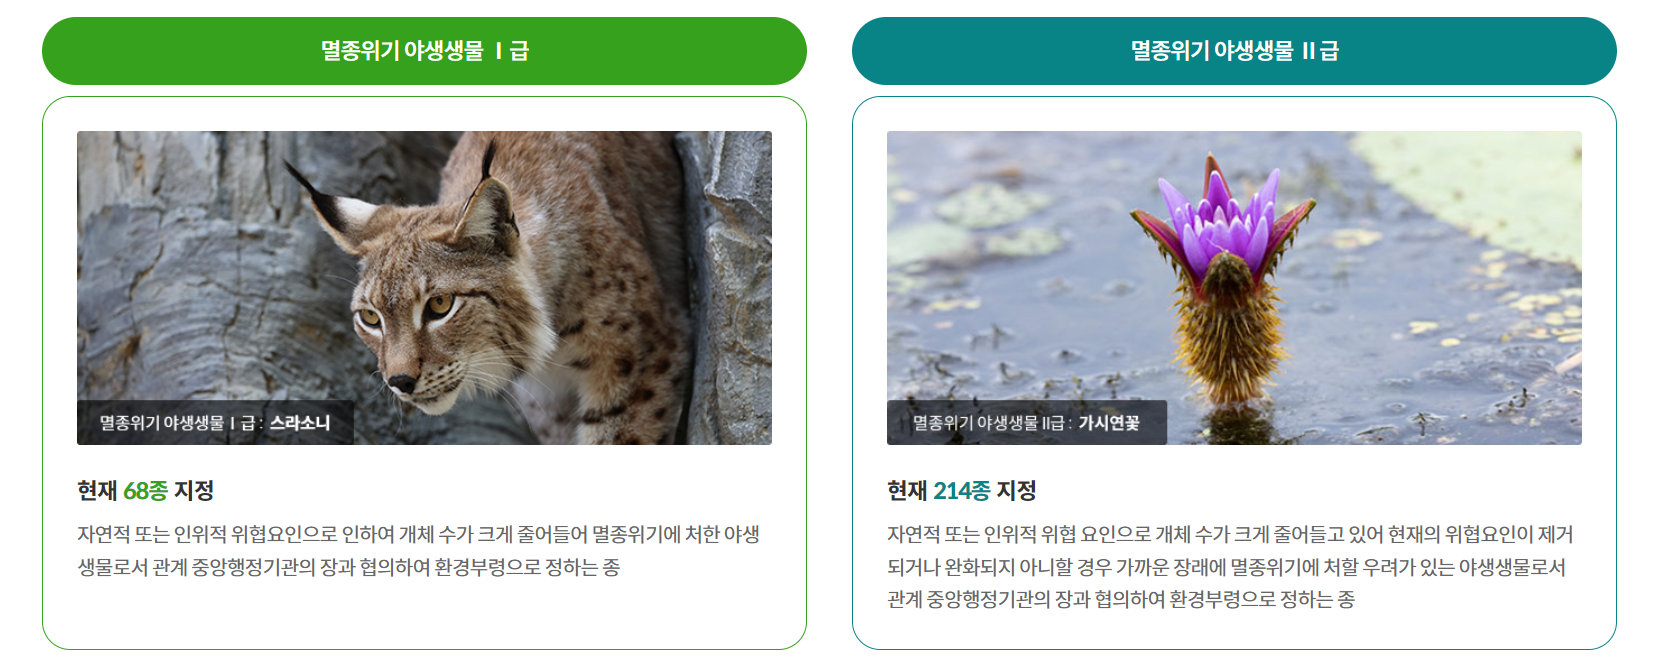 멸종위기 야생생물 Ⅰ급
멸종위기 야생생물 Ⅰ급 : 스라소니
현재 68종 지정
자연적 또는 인위적 위협요인으로 인하여 개체 수가 크게 줄어들어 멸종위기에 처한 야생
생물로서 관계 중앙행정기관의 장과 협의하여 환경부령으로 정하는 종
멸종위기 야생생물 II급
멸종위기 야생생물 II급 : 가시연꽃
현재 214종 지정
자연적 또는 인위적 위협 요인으로 개체 수가 크게 줄어들고 있어 현재의 위협요인이 제거
되거나 완화되지 아니할 경우 가까운 장래에 멸종위기에 처할 우려가 있는 야생생물로서
관계 중앙행정기관의 장과 협의하여 환경부령으로 정하는 종